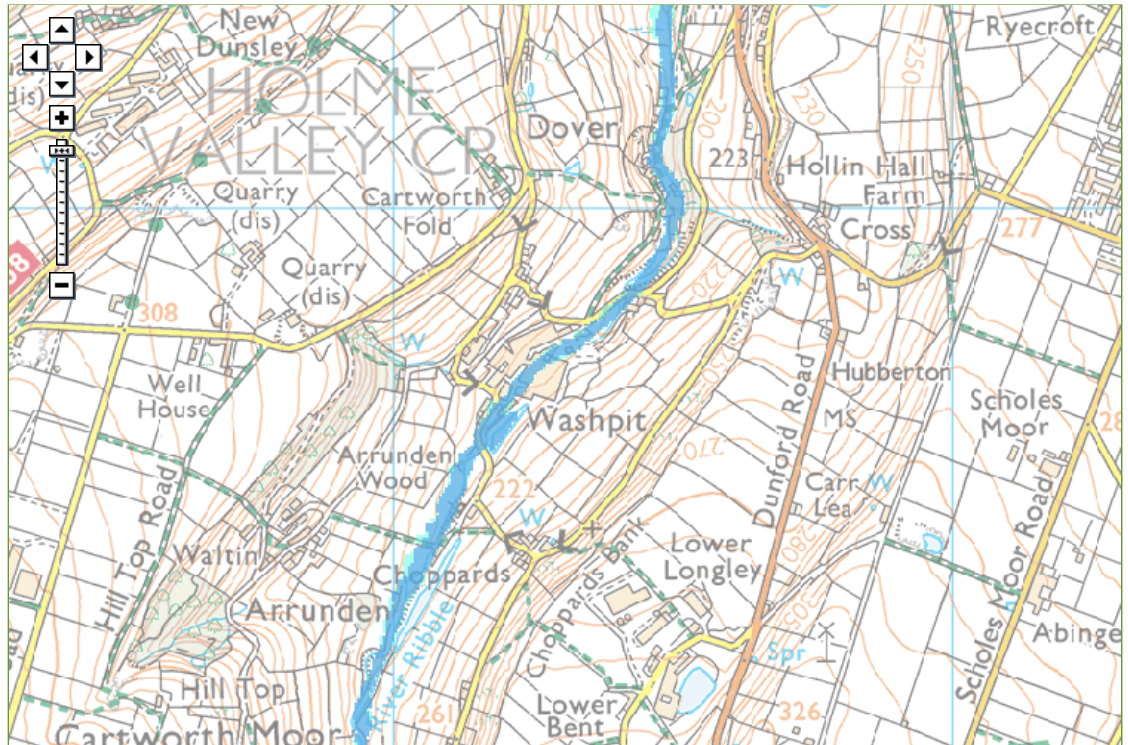 New
Dunsley
Ryecroft
Quarry
(dis)
HOLME
VALLEY CP
Dover
250
230
200
223
Hollin Hall
Farm
W
Quarry
(dis)
Cartworth
Fold
Cross
277
Quarry
(dis)
220
W
308
W
Well
House
Hubberton
Scholes
Moor
MS
Washpit
Dunford Road
270
Arrunden
Wood
222
W
Carr
Lea
W
Hill Top Road
Waltin
Choppards
Choppards Bank
Lower
Longley
280
Scholes Moor Road
Arrunden
River Ribble
Abinge
Spr
Hill Top
Cartworth Moor
261
Lower
Bent
326